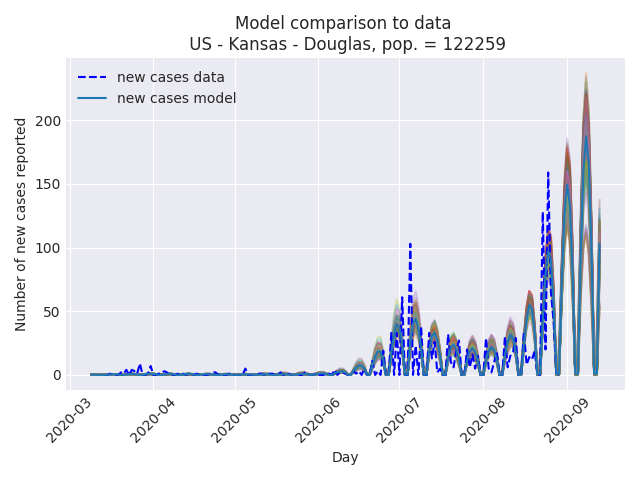 Model comparison to data
US - Kansas - Douglas, pop. = 122259
new cases data
new cases model
Number of new cases reported
200
150
100
50
0
2020-03
2020-04
2020-05
2020-06
2020-07
2020-08
2020-09
Day